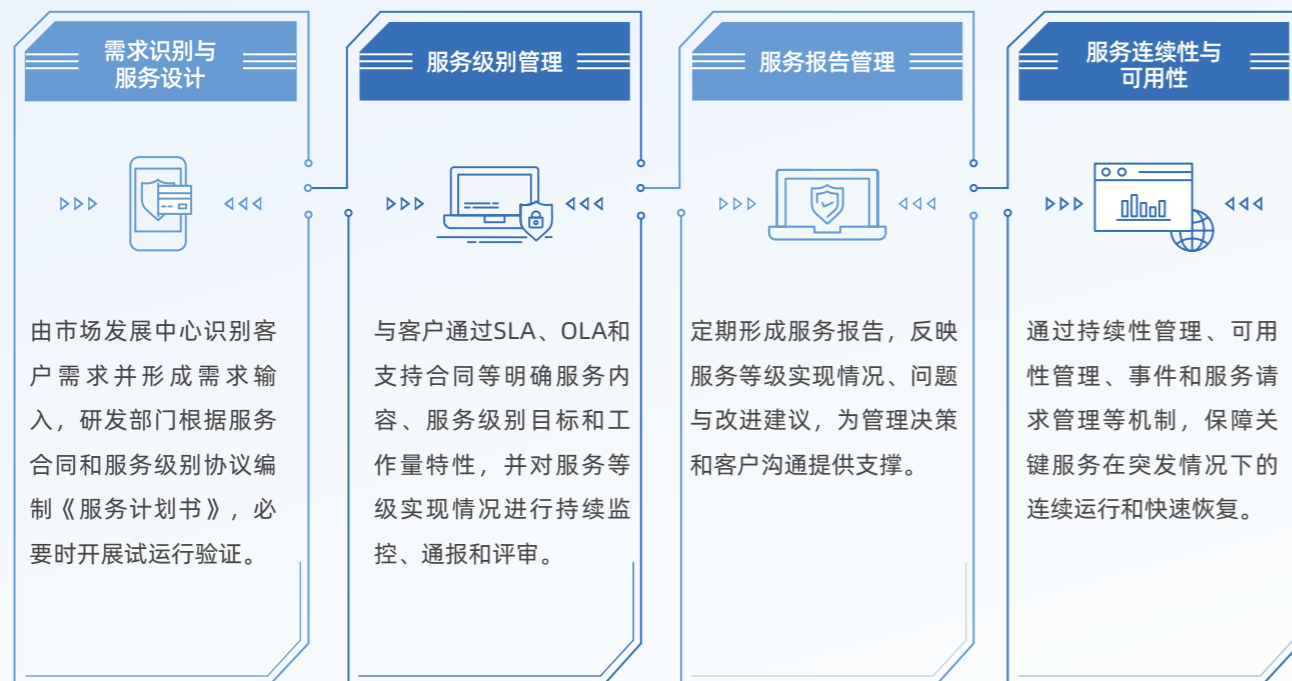 需求识别与
服务设计
由市场发展中心识别客
户需求并形成需求输
入，研发部门根据服务
合同和服务级别协议编
制《服务计划书》，必
要时开展试运行验证。
服务级别管理
与客户通过SLA、OLA和
支持合同等明确服务内
容、服务级别目标和工
作量特性，并对服务等
级实现情况进行持续监
控、通报和评审。
服务报告管理
定期形成服务报告，反映
服务等级实现情况、问题
与改进建议，为管理决策
和客户沟通提供支撑。
服务连续性与
可用性
通过持续性管理、可用
性管理、事件和服务请
求管理等机制，保障关
键服务在突发情况下的
连续运行和快速恢复。